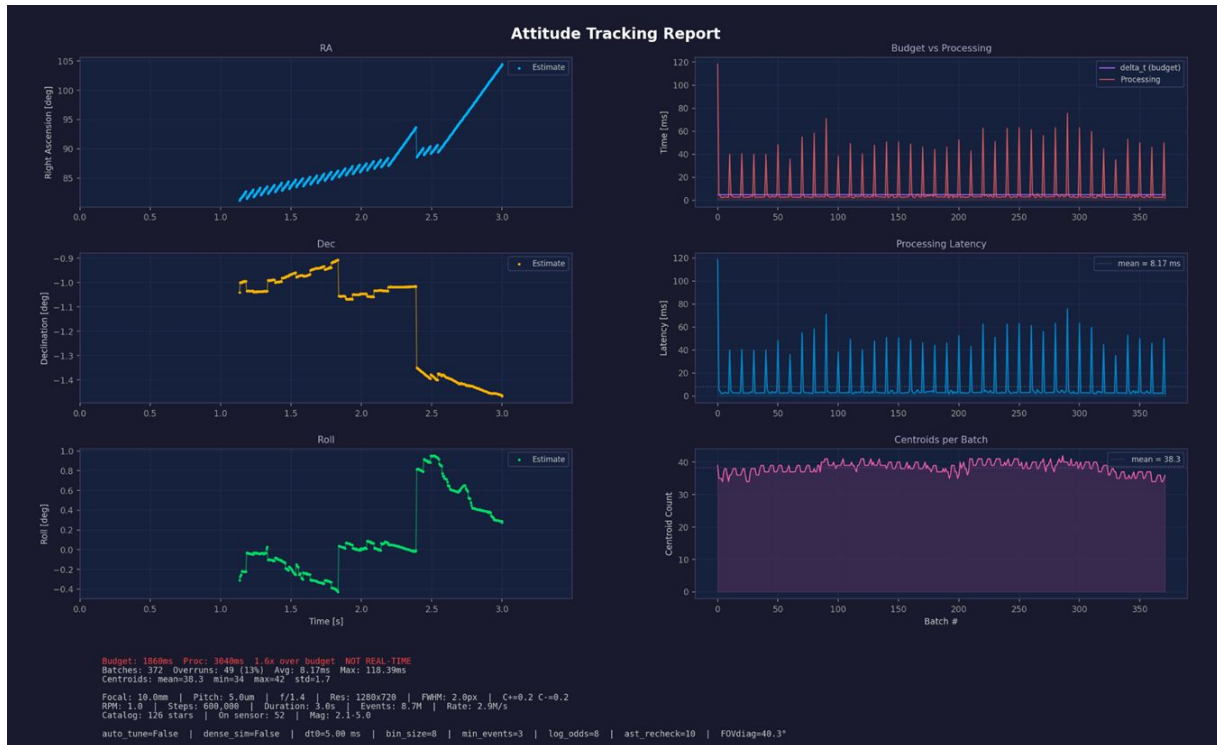 Attitude Tracking Report
RA
Right Ascension [deg]
105
100
95
90
85
0.0 0.5 1.0 1.5 2.0 2.5 3.0
Estimate
Budget vs Processing
Time [ms]
120
100
80
60
40
20
0
0 50 100 150 200 250 300 350
delta_t (budget)
Processing
Dec
Declination [deg]
−0.9
−1.0
−1.1
−1.2
−1.3
−1.4
0.0 0.5 1.0 1.5 2.0 2.5 3.0
Estimate
Processing Latency
Latency [ms]
120
100
80
60
40
20
0
0 50 100 150 200 250 300 350
mean = 8.17 ms
Roll
Roll [deg]
1.0
0.8
0.6
0.4
0.2
0.0
−0.2
−0.4
0.0 0.5 1.0 1.5 2.0 2.5 3.0
Time [s]
Estimate
Centroids per Batch
Centroid Count
40
30
20
10
0
0 50 100 150 200 250 300 350
Batch #
mean = 38.3
Budget: 1860ms Proc: 3040ms 1.6x over budget NOT REAL-TIME
Batches: 372 Overruns: 49 (13%) Avg: 8.17ms Max: 118.39ms
Centroids: mean=38.3 min=34 max=42 std=1.7
Focal: 10.0mm | Pitch: 5.0um | f/1.4 | Res: 1280x720 | FWHM: 2.0px | C+=0.2 C-=0.2
RPM: 1.0 | Steps: 600,000 | Duration: 3.0s | Events: 8.7M | Rate: 2.9M/s
Catalog: 126 stars | On sensor: 52 | Mag: 2.1-5.0
auto_tune=False | dense_sim=False | dt0=5.00 ms | bin_size=8 | min_events=3 | log_odds=8 | ast_recheck=10 | FOVdiag=40.3°